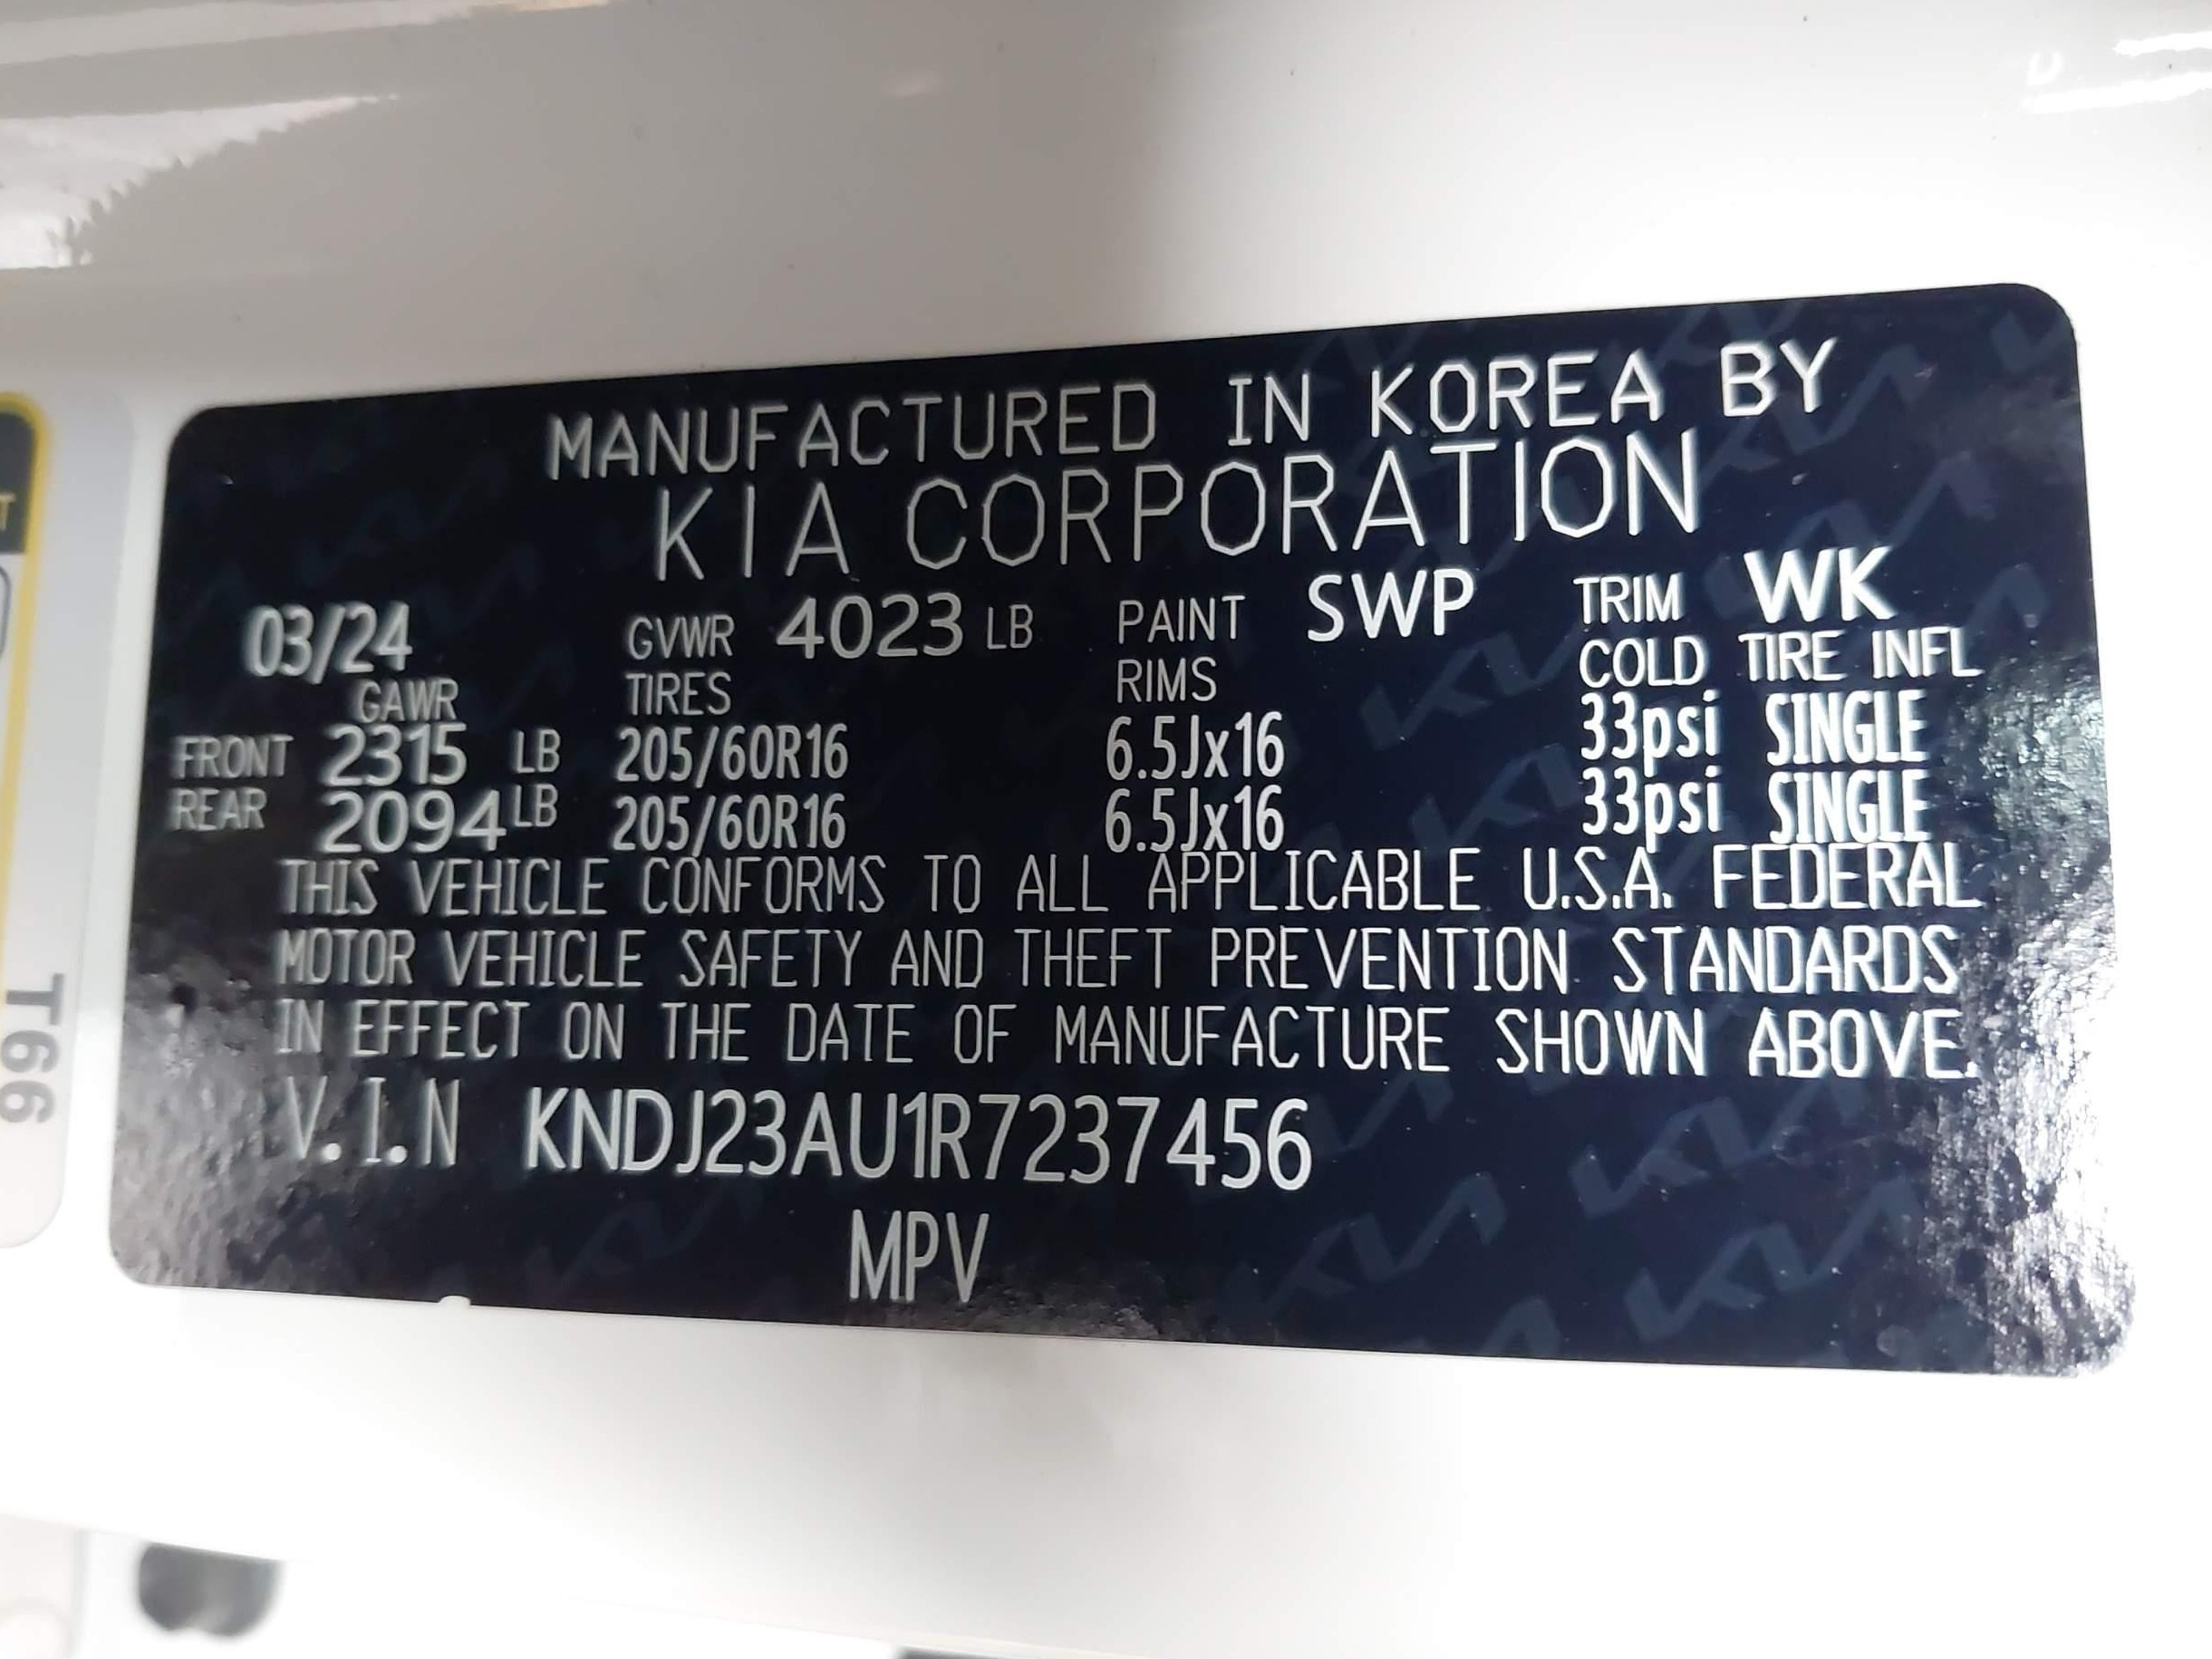 MANUFACTURED IN KOREA BY
KIA CORPORATION
03/24 GVWR 4023 LB PAINT SWP TRIM WK
GAWR TIRES RIMS COLD TIRE INFL
FRONT 2315 LB 205/60R16 6.5Jx16 33psi SINGLE
REAR 2094 LB 205/60R16 6.5Jx16 33psi SINGLE
THIS VEHICLE CONFORMS TO ALL APPLICABLE U.S.A. FEDERAL
MOTOR VEHICLE SAFETY AND THEFT PREVENTION STANDARDS
IN EFFECT ON THE DATE OF MANUFACTURE SHOWN ABOVE.
V.I.N KNDJ23AU1R7237456
MPV
T
T66